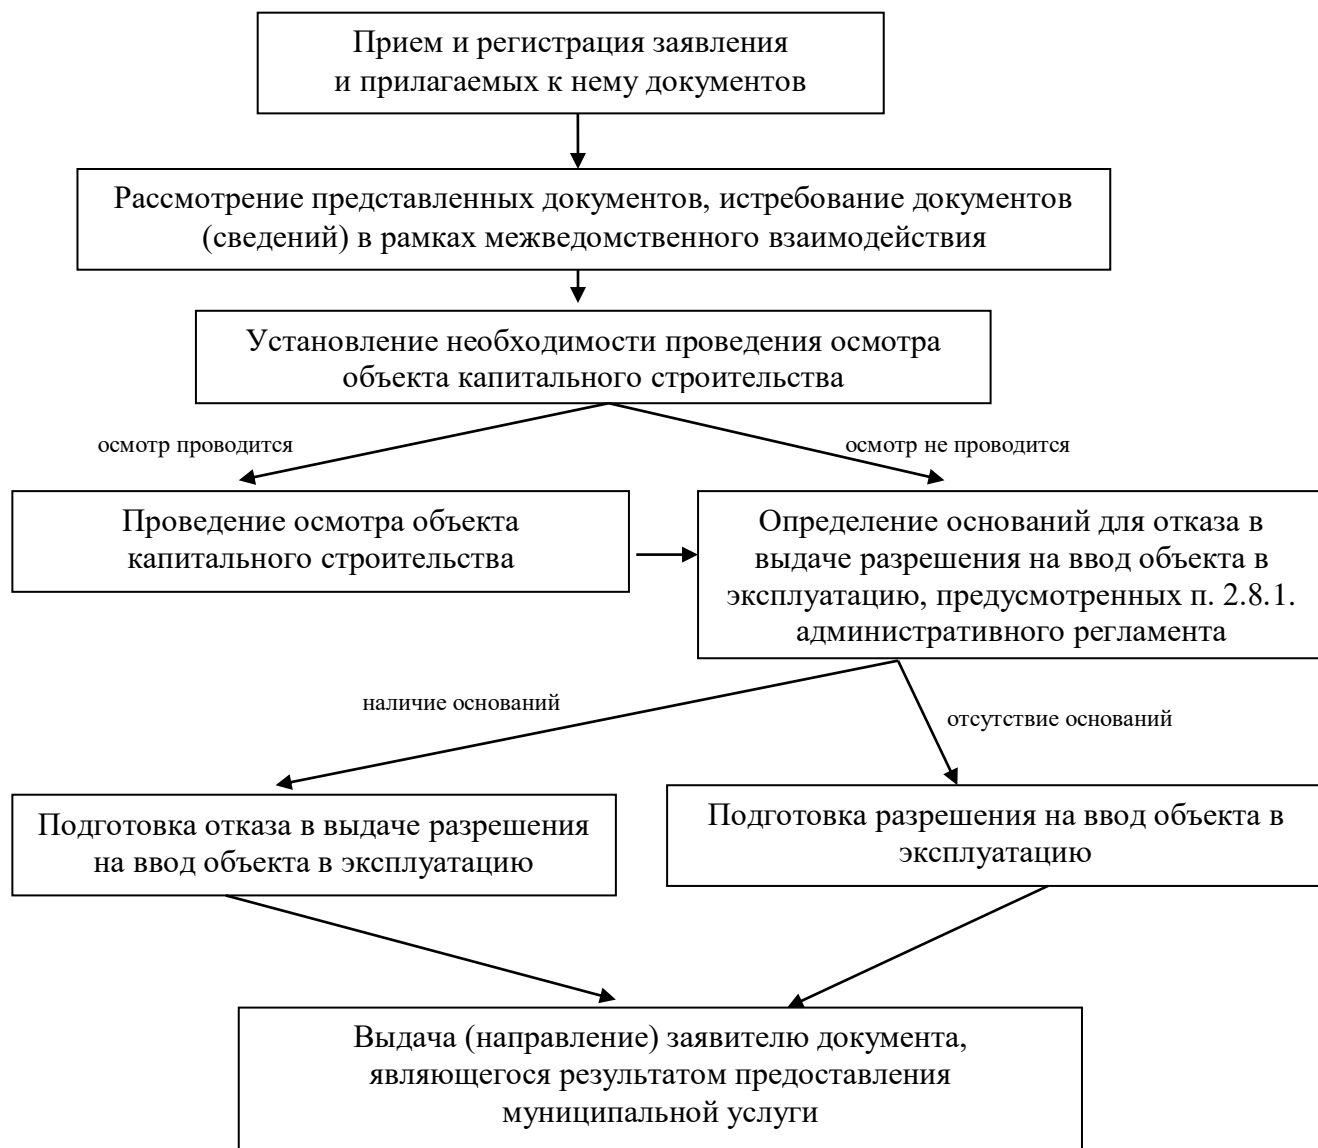 Прием и регистрация заявления
и прилагаемых к нему документов
Рассмотрение представленных документов, истребование документов
(сведений) в рамках межведомственного взаимодействия
Установление необходимости проведения осмотра
объекта капитального строительства
осмотр проводится
осмотр не проводится
Проведение осмотра объекта
капитального строительства
Определение оснований для отказа в
выдаче разрешения на ввод объекта в
эксплуатацию, предусмотренных п. 2.8.1.
административного регламента
наличие оснований
отсутствие оснований
Подготовка отказа в выдаче разрешения
на ввод объекта в эксплуатацию
Подготовка разрешения на ввод объекта в
эксплуатацию
Выдача (направление) заявителю документа,
являющегося результатом предоставления
муниципальной услуги